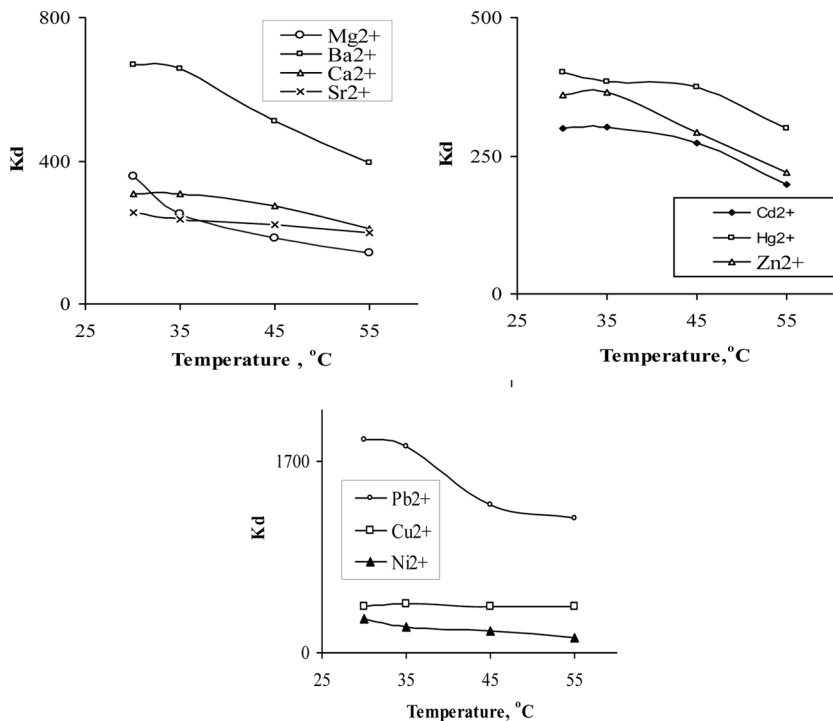 800
Mg2+
Ba2+
Ca2+
Sr2+
Kd
400
0
25 35 45 55
Temperature , °C
500
Kd
250
Cd2+
Hg2+
Zn2+
0
25 35 45 55
Temperature,°C
1700
Pb2+
Cu2+
Ni2+
Kd
0
25 35 45 55
Temperature, °C